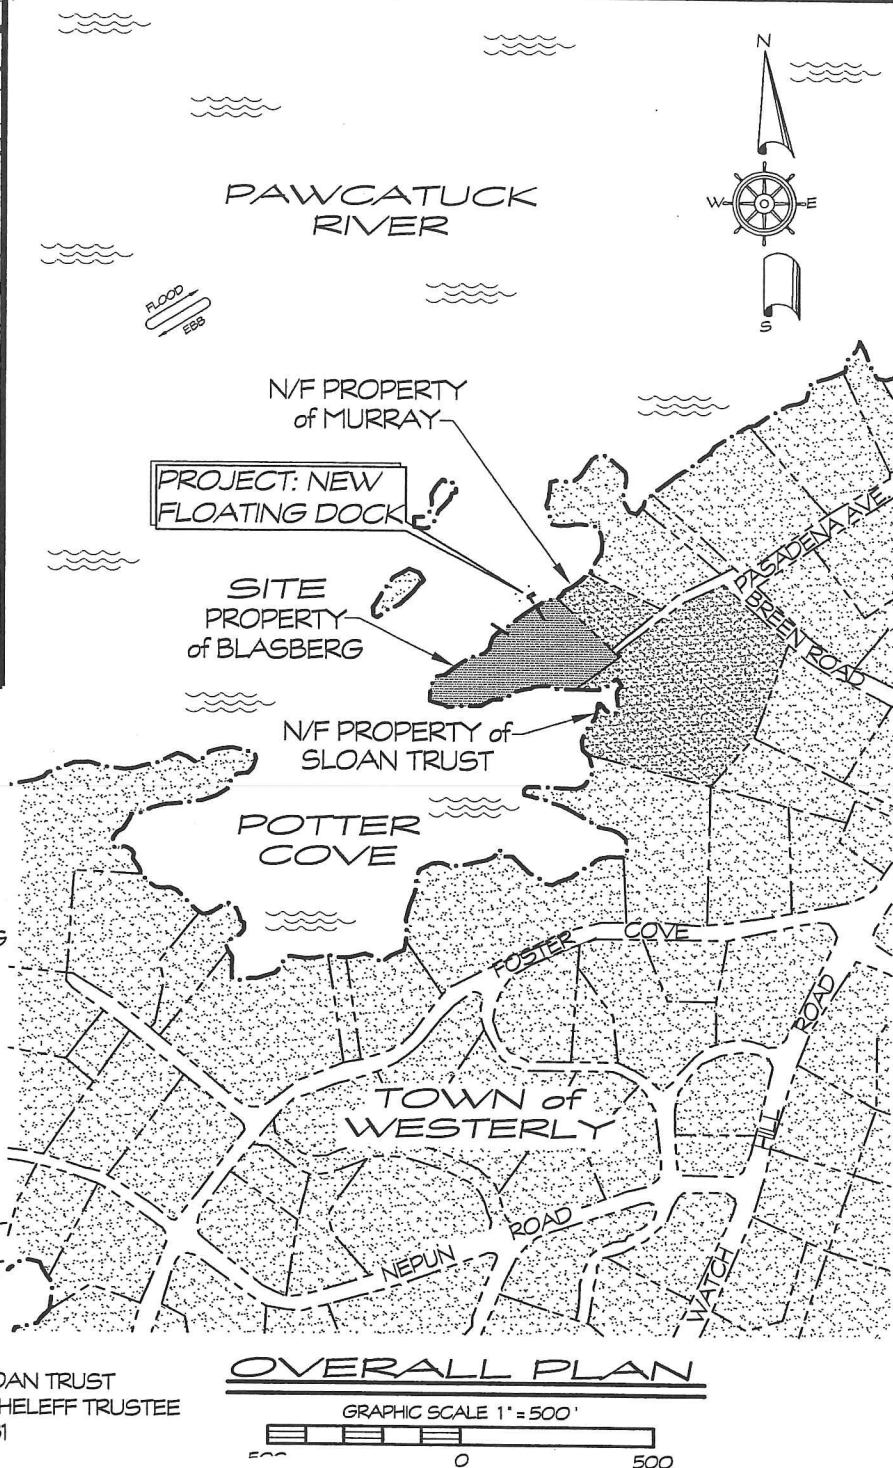 N
PAWCATUCK
RIVER
W
E
S
FLOOD
EBB
N/F PROPERTY
of MURRAY
PROJECT: NEW
FLOATING DOCK
SITE
PROPERTY
of BLASBERG
PASADENA AVE.
BREEN ROAD
N/F PROPERTY of
SLOAN TRUST
POTTER
COVE
FOSTER COVE ROAD
TOWN of
WESTERLY
NEPUN ROAD
WATCH HILL
OVERALL PLAN
GRAPHIC SCALE 1"=500'
0
500
TRUST
TRUSTEE